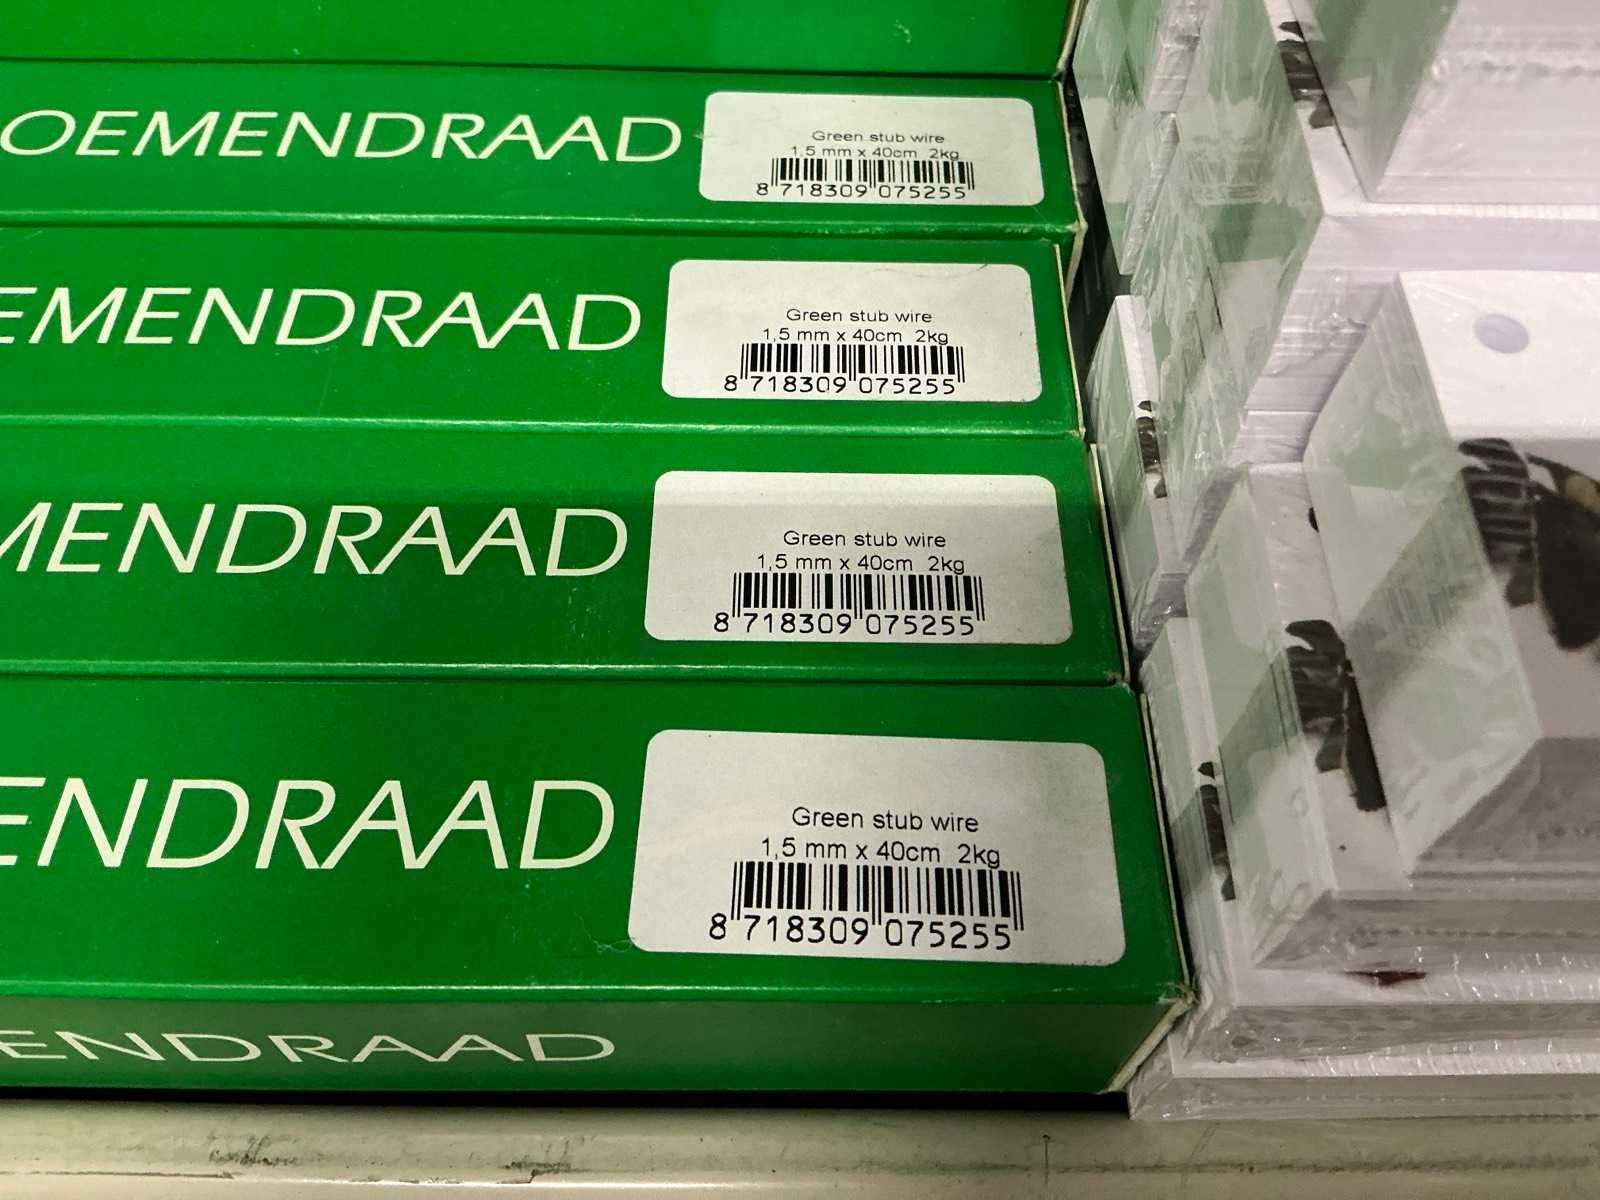 OEMENDRAAD
Green stub wire
1,5 mm x 40cm 2kg
8 718309 075255
EMENDRAAD
Green stub wire
1,5 mm x 40cm 2kg
8 718309 075255
MENDRAAD
Green stub wire
1,5 mm x 40cm 2kg
8 718309 075255
ENDRAAD
Green stub wire
1,5 mm x 40cm 2kg
8 718309 075255
ENDRAAD